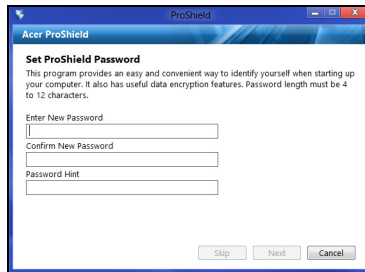 ProShield
Acer ProShield
Set ProShield Password
This program provides an easy and convenient way to identify yourself when starting up
your computer. It also has useful data encryption features. Password length must be 4
to 12 characters.
Enter New Password
Confirm New Password
Password Hint
Skip Next Cancel